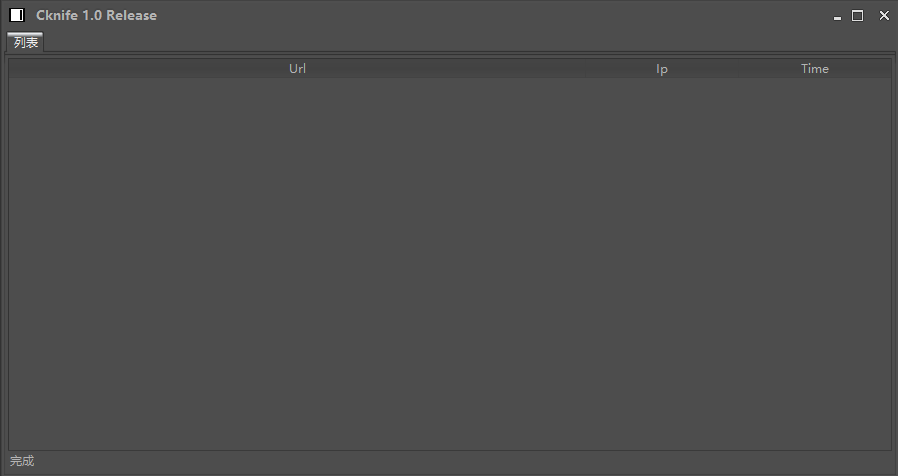 Cknife 1.0 Release
列表
Url Ip Time
完成